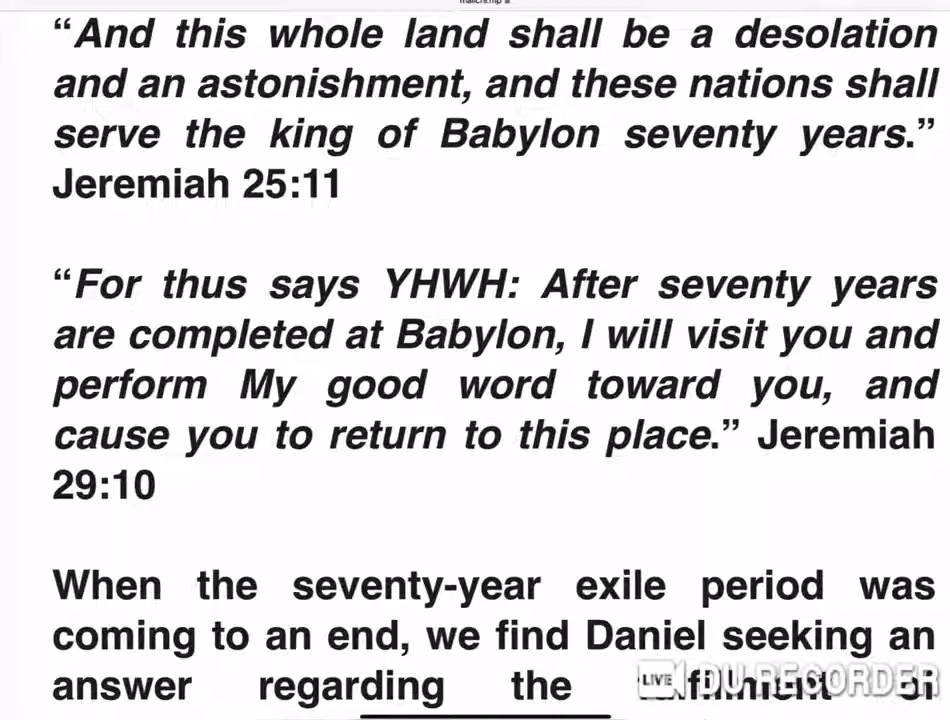 “And this whole land shall be a desolation
and an astonishment, and these nations shall
serve the king of Babylon seventy years.”
Jeremiah 25:11
“For thus says YHWH: After seventy years
are completed at Babylon, I will visit you and
perform My good word toward you, and
cause you to return to this place.” Jeremiah
29:10
When the seventy-year exile period was
coming to an end, we find Daniel seeking an
answer regarding the of
LIVE DU RECORDER